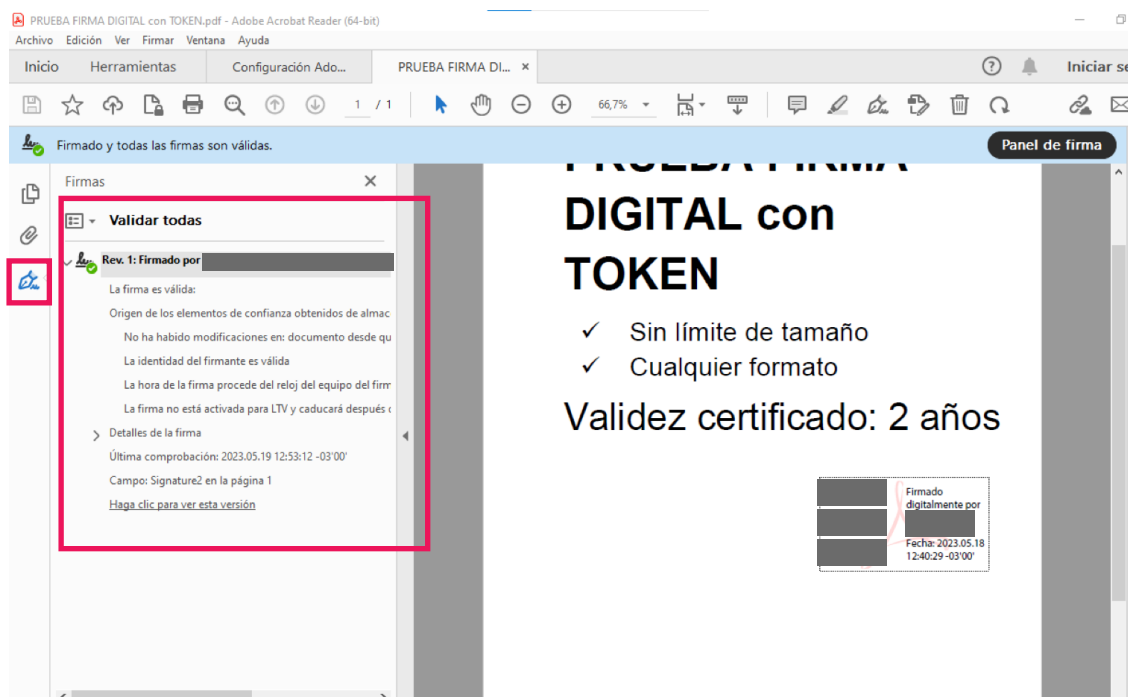 PRUEBA FIRMA DIGITAL con TOKEN.pdf - Adobe Acrobat Reader (64-bit)
Archivo Edición Ver Firmar Ventana Ayuda
Inicio Herramientas Configuración Ado... PRUEBA FIRMA DI... × Iniciar se
1 / 1 66,7%
Firmado y todas las firmas son válidas. Panel de firma
Firmas
Validar todas
Rev. 1: Firmado por
La firma es válida:
Origen de los elementos de confianza obtenidos de almac
No ha habido modificaciones en: documento desde qu
La identidad del firmante es válida
La hora de la firma procede del reloj del equipo del firm
La firma no está activada para LTV y caducará después
Detalles de la firma
Última comprobación: 2023.05.19 12:53:12 -03'00'
Campo: Signature2 en la página 1
Haga clic para ver esta versión
PRUEBA FIRMA
DIGITAL con
TOKEN
✓ Sin límite de tamaño
✓ Cualquier formato
Validez certificado: 2 años
Firmado
digitalmente por
Fecha: 2023.05.18
12:40:29 -03'00'